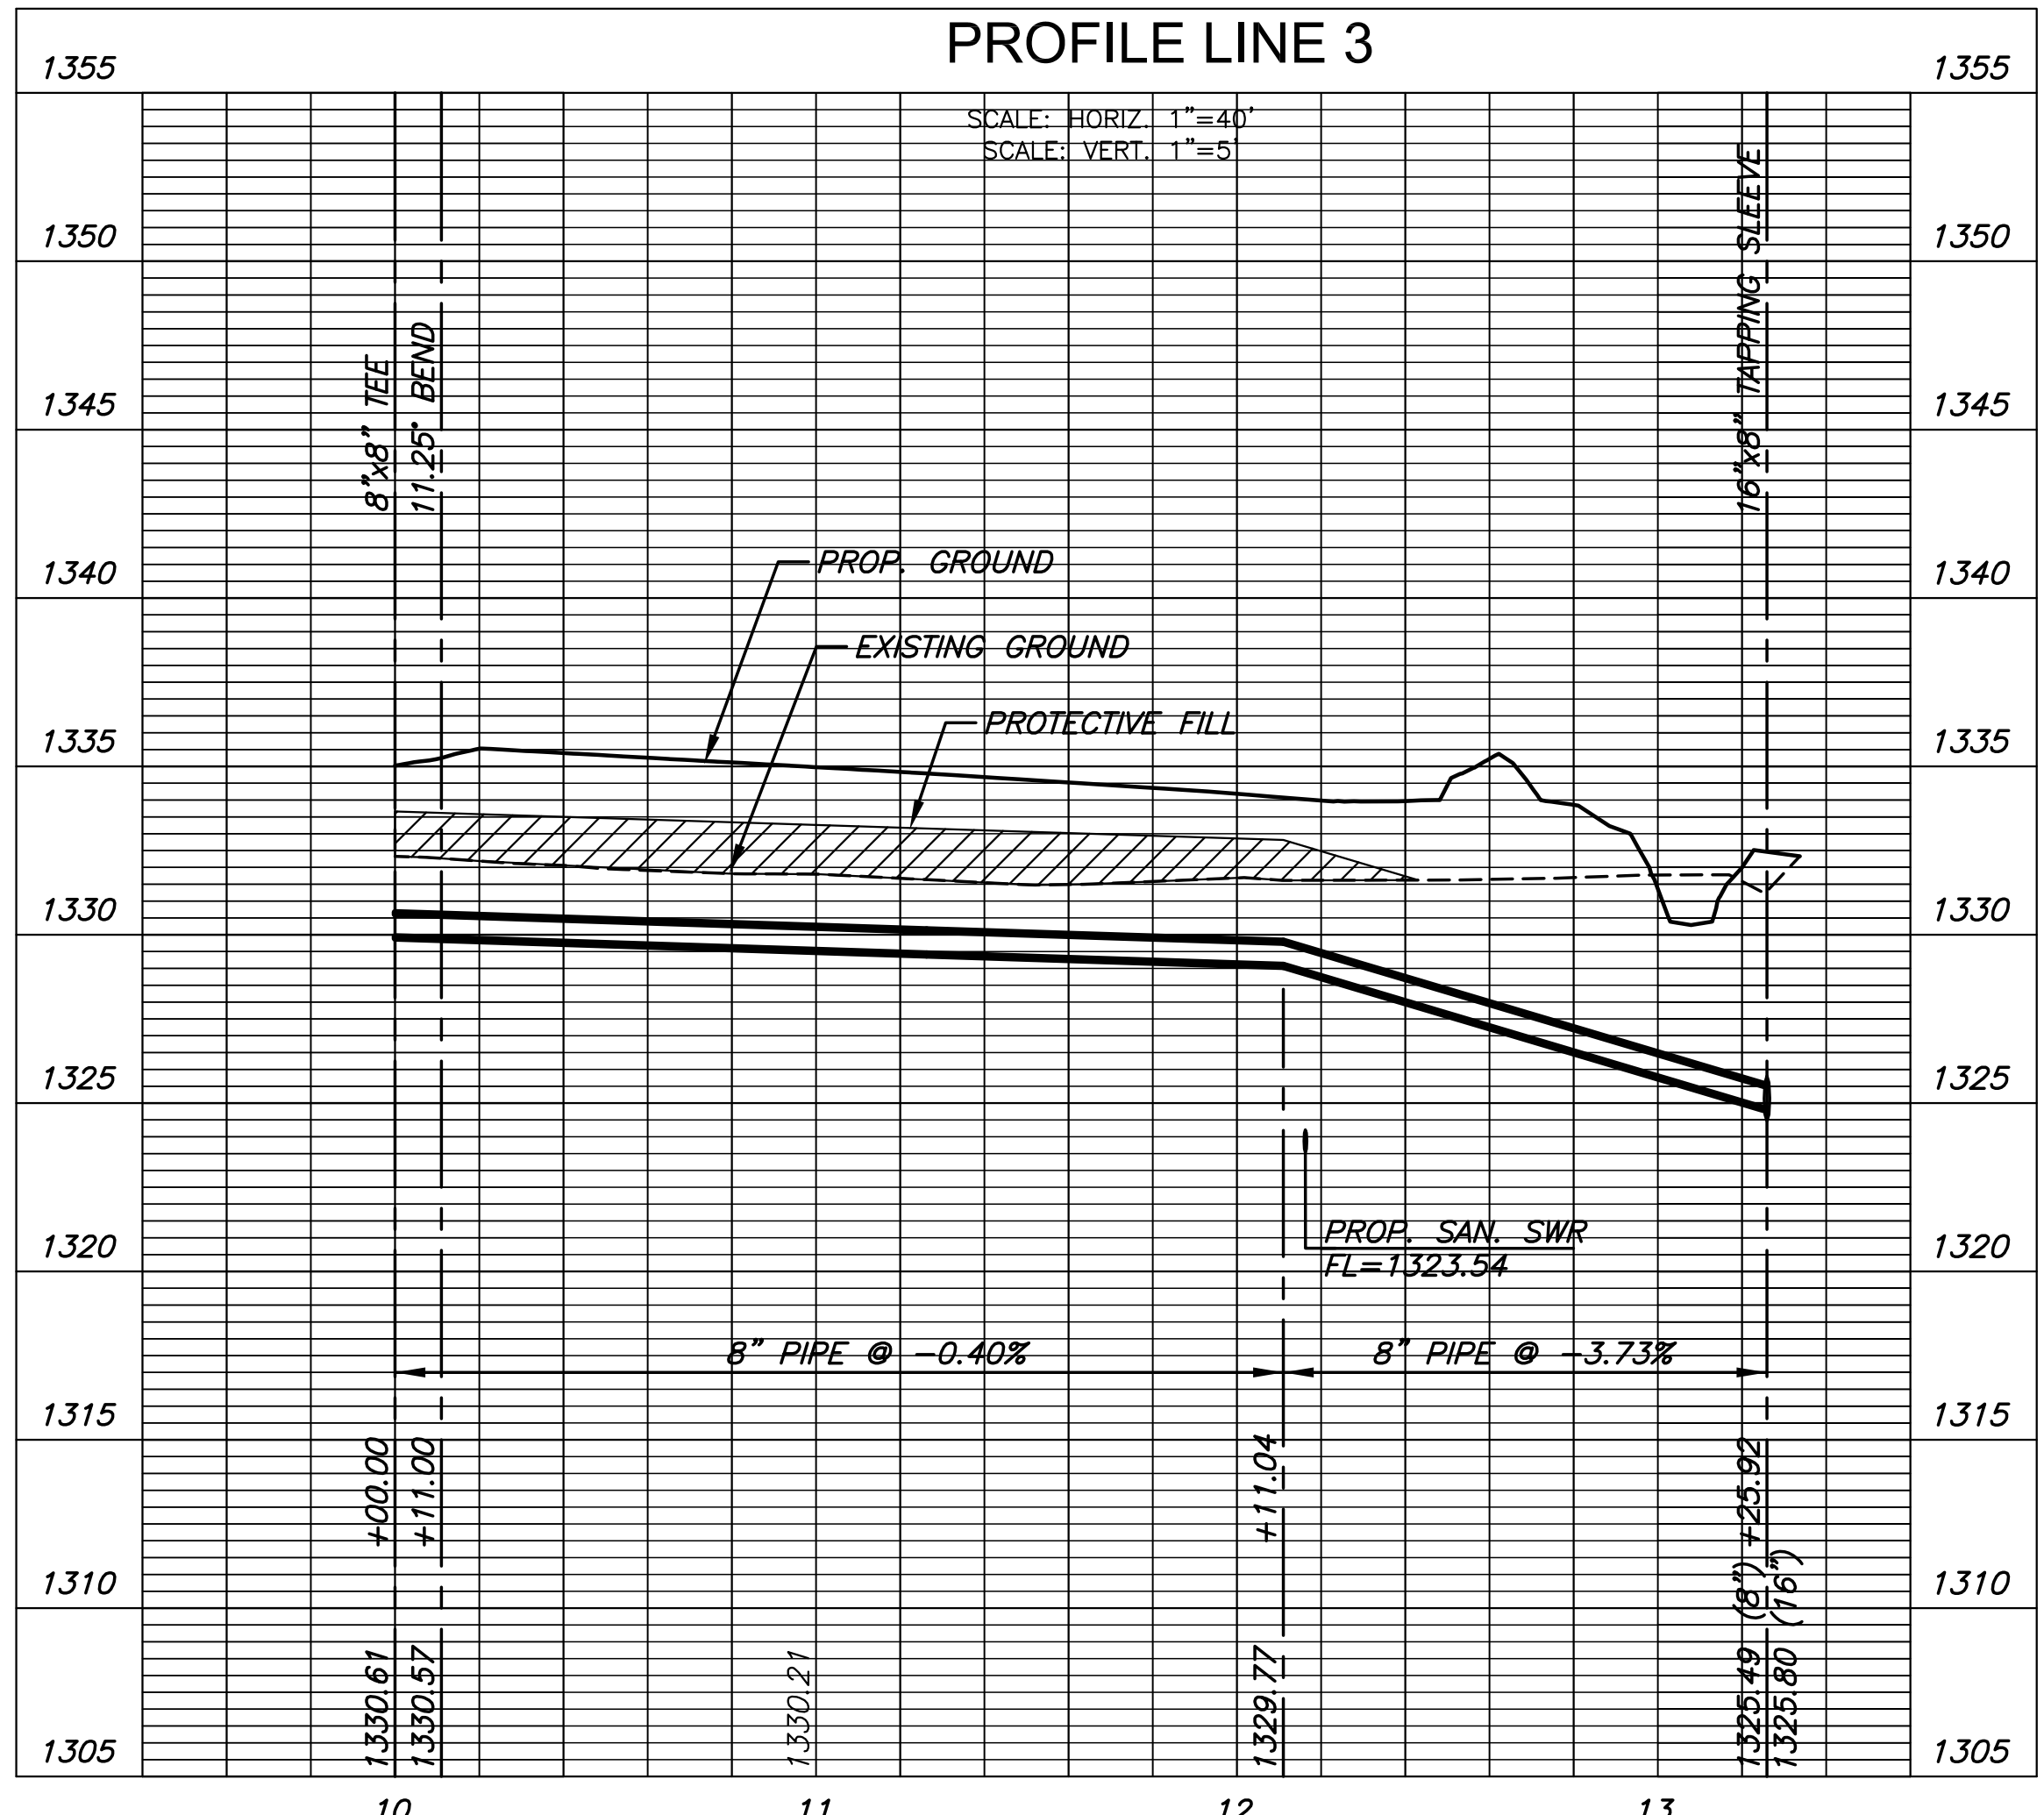 PROFILE LINE 3
1355
1355
SCALE: HORIZ. 1"=40'
SCALE: VERT. 1"=5'
1350
1350
1345
1345
8"x8" TEE
11.25° BEND
16"x8" TAPPING SLEEVE
1340
1340
PROP. GROUND
EXISTING GROUND
PROTECTIVE FILL
1335
1335
1330
1330
1325
1325
PROP. SAN. SWR
FL=1323.54
1320
1320
8" PIPE @ -0.40%
8" PIPE @ -3.73%
1315
1315
+00.00
+11.00
+11.04
+25.92
1310
1310
1330.61
1330.57
1330.21
1329.77
1325.49 (8")
1325.80 (16")
1305
1305
10
11
12
13